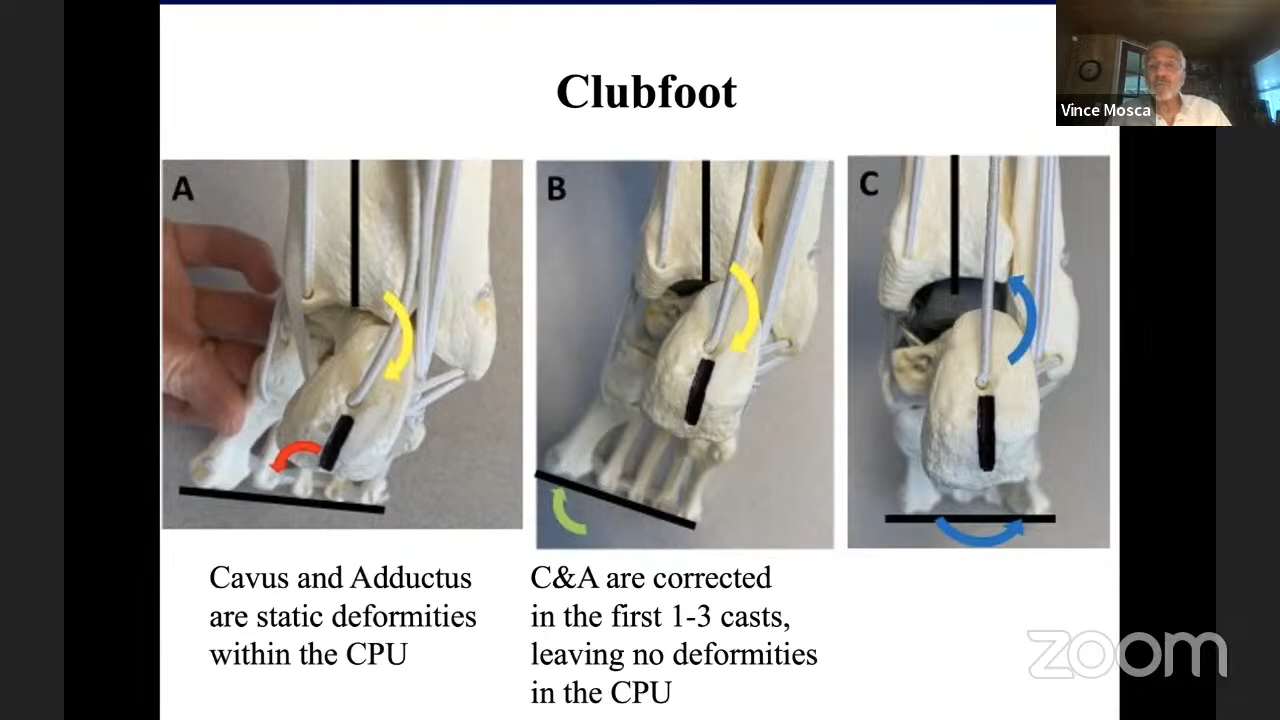 Clubfoot
Vince Mosca
A
B
C
Cavus and Adductus
are static deformities
within the CPU
C&A are corrected
in the first 1-3 casts,
leaving no deformities
in the CPU
zoom